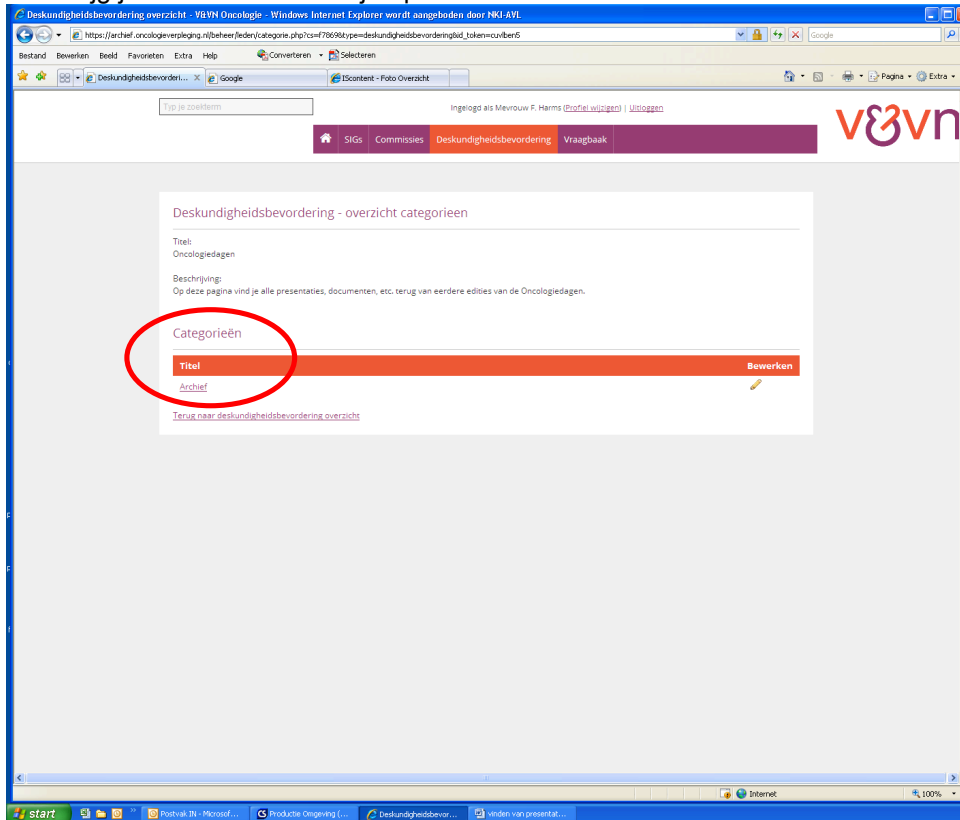 Deskundigheidsbevordering overzicht - V&VN Oncologie - Windows Internet Explorer wordt aangeboden door NKI-AVL
https://archief.oncologieverpleging.nl/beheer/leden/categorie.php?cs=f7869&type=deskundigheidsbevordering&id_token=cuvlben5
Google
Bestand Bewerken Beeld Favorieten Extra Help Converteren Selecteren
Deskundigheidsbevorderi... Google IScontent - Foto Overzicht Pagina Extra
Typ je zoekterm
Ingelogd als Mevrouw F. Harms (Profiel wijzigen) | Uitloggen
v&vn
SIGs Commissies Deskundigheidsbevordering Vraagbaak
Deskundigheidsbevordering - overzicht categorieen
Titel:
Oncologiedagen
Beschrijving:
Op deze pagina vind je alle presentaties, documenten, etc. terug van eerdere edities van de Oncologiedagen.
Categorieën
Titel Bewerken
Archief
Terug naar deskundigheidsbevordering overzicht
Internet 100%
start Postvak IN - Microsof... Productie Omgeving (... Deskundigheidsbevor... vinden van presentat...